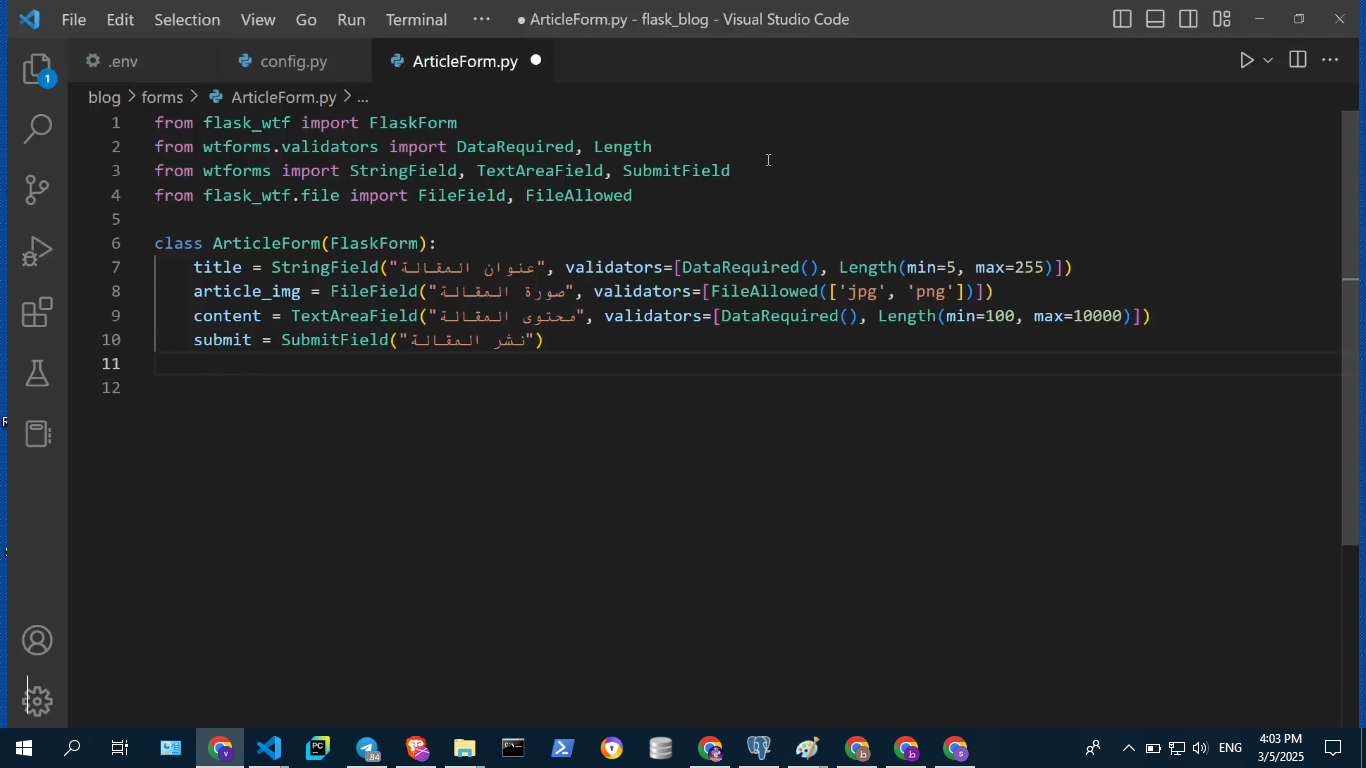 File Edit Selection View Go Run Terminal ··· ● ArticleForm.py - flask_blog - Visual Studio Code
.env config.py ArticleForm.py
blog > forms > ArticleForm.py > ...
1 from flask_wtf import FlaskForm
2 from wtforms.validators import DataRequired, Length
3 from wtforms import StringField, TextAreaField, SubmitField
4 from flask_wtf.file import FileField, FileAllowed
5
6 class ArticleForm(FlaskForm):
7 title = StringField("عنوان المقالة", validators=[DataRequired(), Length(min=5, max=255)])
8 article_img = FileField("صورة المقالة", validators=[FileAllowed(['jpg', 'png'])])
9 content = TextAreaField("محتوى المقالة", validators=[DataRequired(), Length(min=100, max=10000)])
10 submit = SubmitField("نشر المقالة")
11
12
1
PC
84
ENG
4:03 PM
3/5/2025